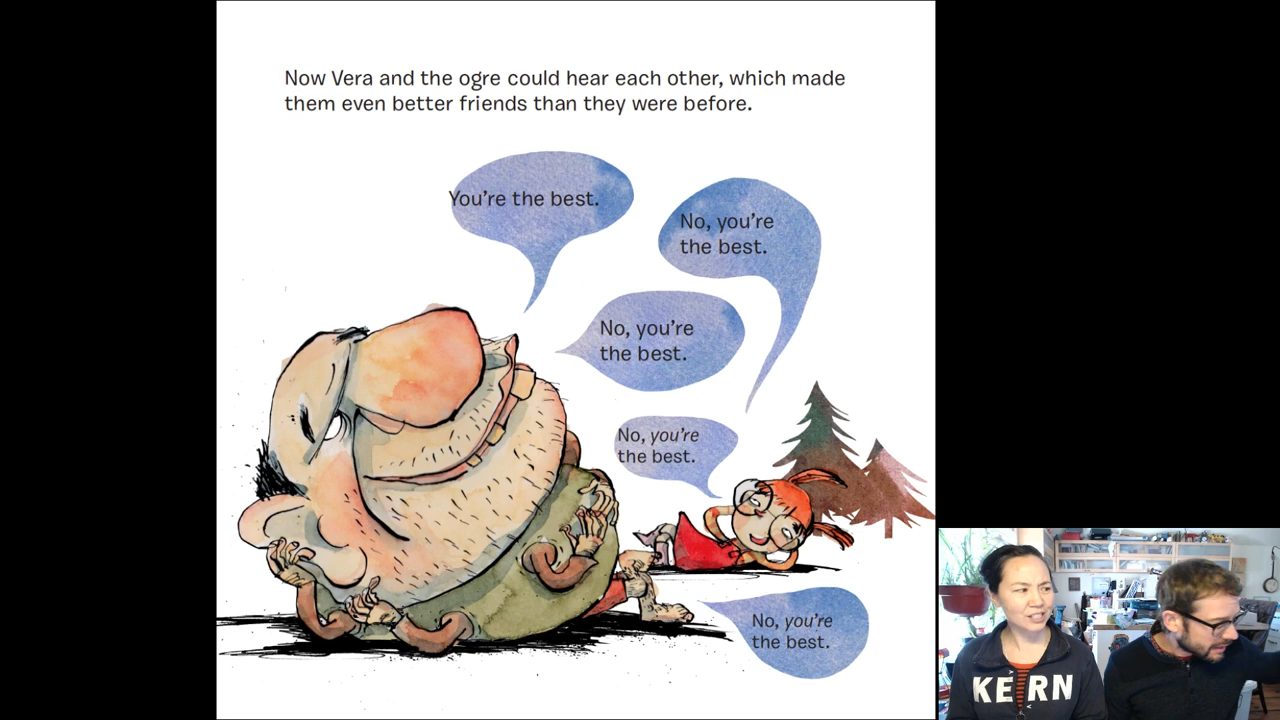 Now Vera and the ogre could hear each other, which made
them even better friends than they were before.
You're the best.
No, you're
the best.
No, you're
the best.
No, you're
the best.
No, you're
the best.
KERN